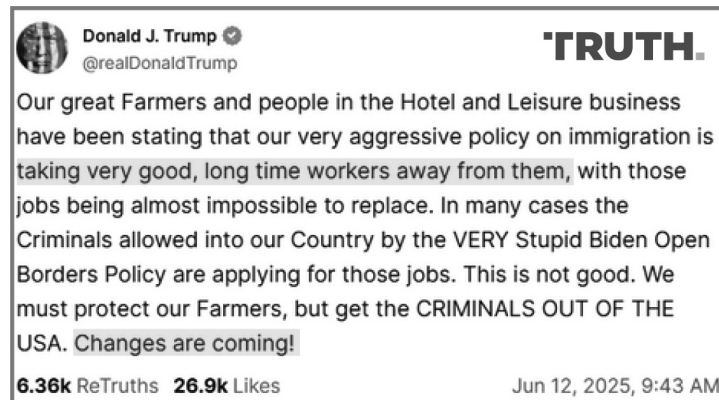 Donald J. Trump
TRUTH.
@realDonaldTrump
Our great Farmers and people in the Hotel and Leisure business
have been stating that our very aggressive policy on immigration is
taking very good, long time workers away from them, with those
jobs being almost impossible to replace. In many cases the
Criminals allowed into our Country by the VERY Stupid Biden Open
Borders Policy are applying for those jobs. This is not good. We
must protect our Farmers, but get the CRIMINALS OUT OF THE
USA. Changes are coming!
6.36k ReTruths 26.9k Likes Jun 12, 2025, 9:43 AM